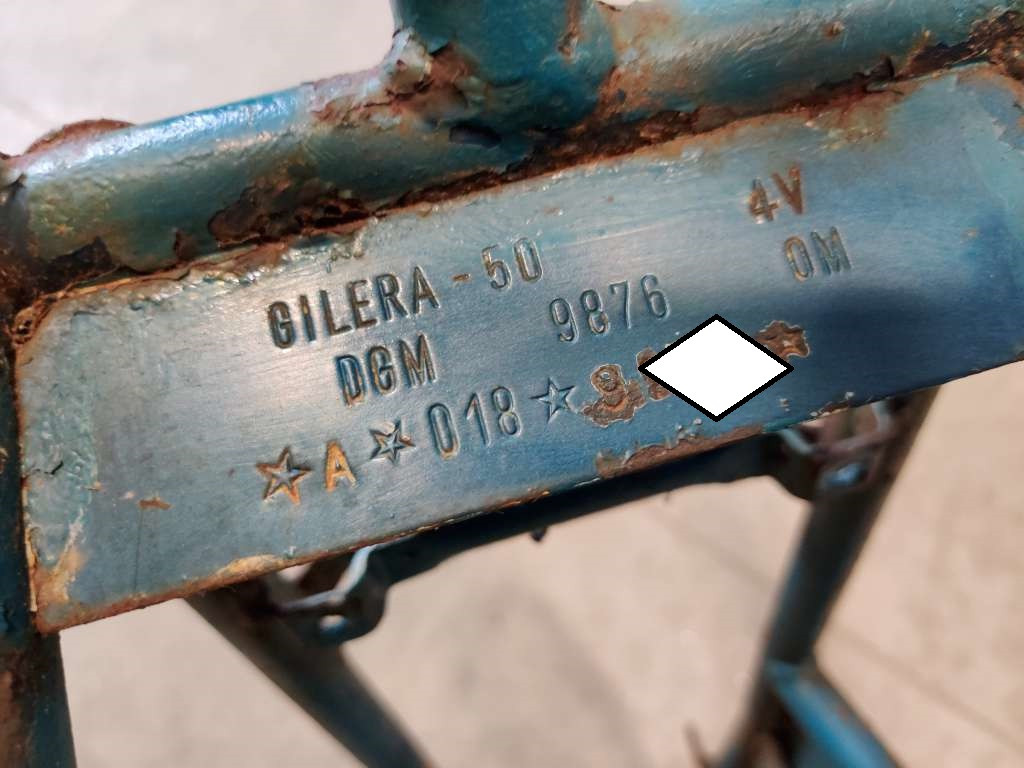 GILERA - 50 4V
DGM 9876 OM
☆ A ☆ 018 ☆